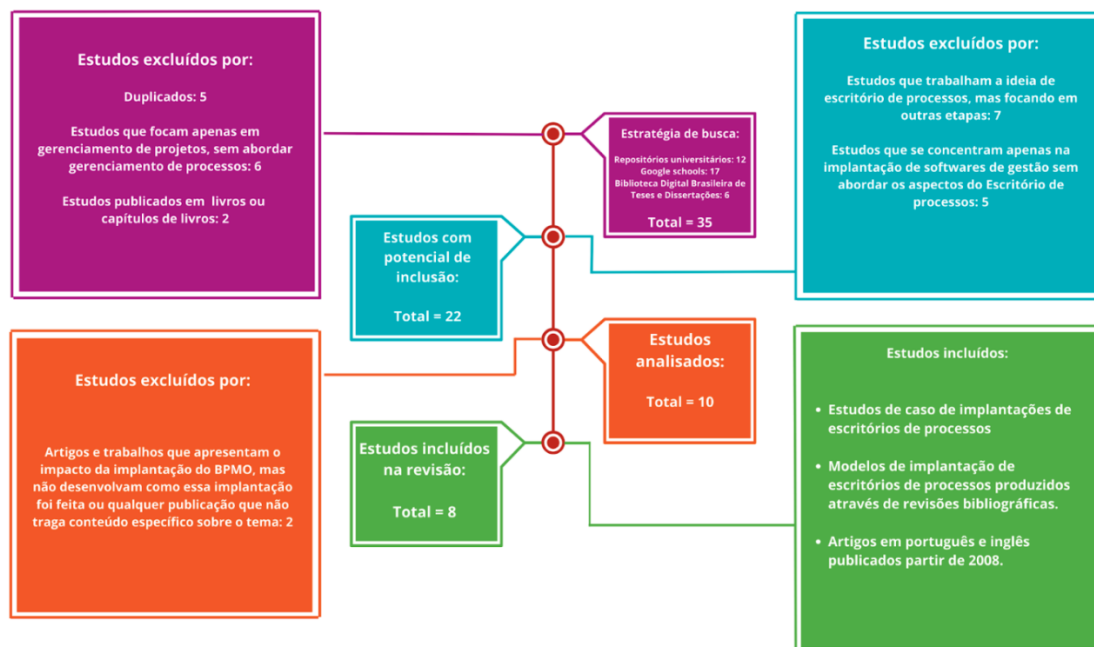 Estudos excluídos por:
Duplicados: 5
Estudos que focam apenas em
gerenciamento de projetos, sem abordar
gerenciamento de processos: 6
Estudos publicados em livros ou
capítulos de livros: 2
Estratégia de busca:
Repositórios universitários: 12
Google schools: 17
Biblioteca Digital Brasileira de
Teses e Dissertações: 6
Total = 35
Estudos excluídos por:
Estudos que trabalham a ideia de
escritório de processos, mas focando em
outras etapas: 7
Estudos que se concentram apenas na
implantação de softwares de gestão sem
abordar os aspectos do Escritório de
processos: 5
Estudos com
potencial de
inclusão:
Total = 22
Estudos excluídos por:
Artigos e trabalhos que apresentam o
impacto da implantação do BPMO, mas
não desenvolvam como essa implantação
foi feita ou qualquer publicação que não
traga conteúdo específico sobre o tema: 2
Estudos
analisados:
Total = 10
Estudos incluídos
na revisão:
Total = 8
Estudos incluídos:
• Estudos de caso de implantações de
escritórios de processos
• Modelos de implantação de
escritórios de processos produzidos
através de revisões bibliográficas.
• Artigos em português e inglês
publicados partir de 2008.